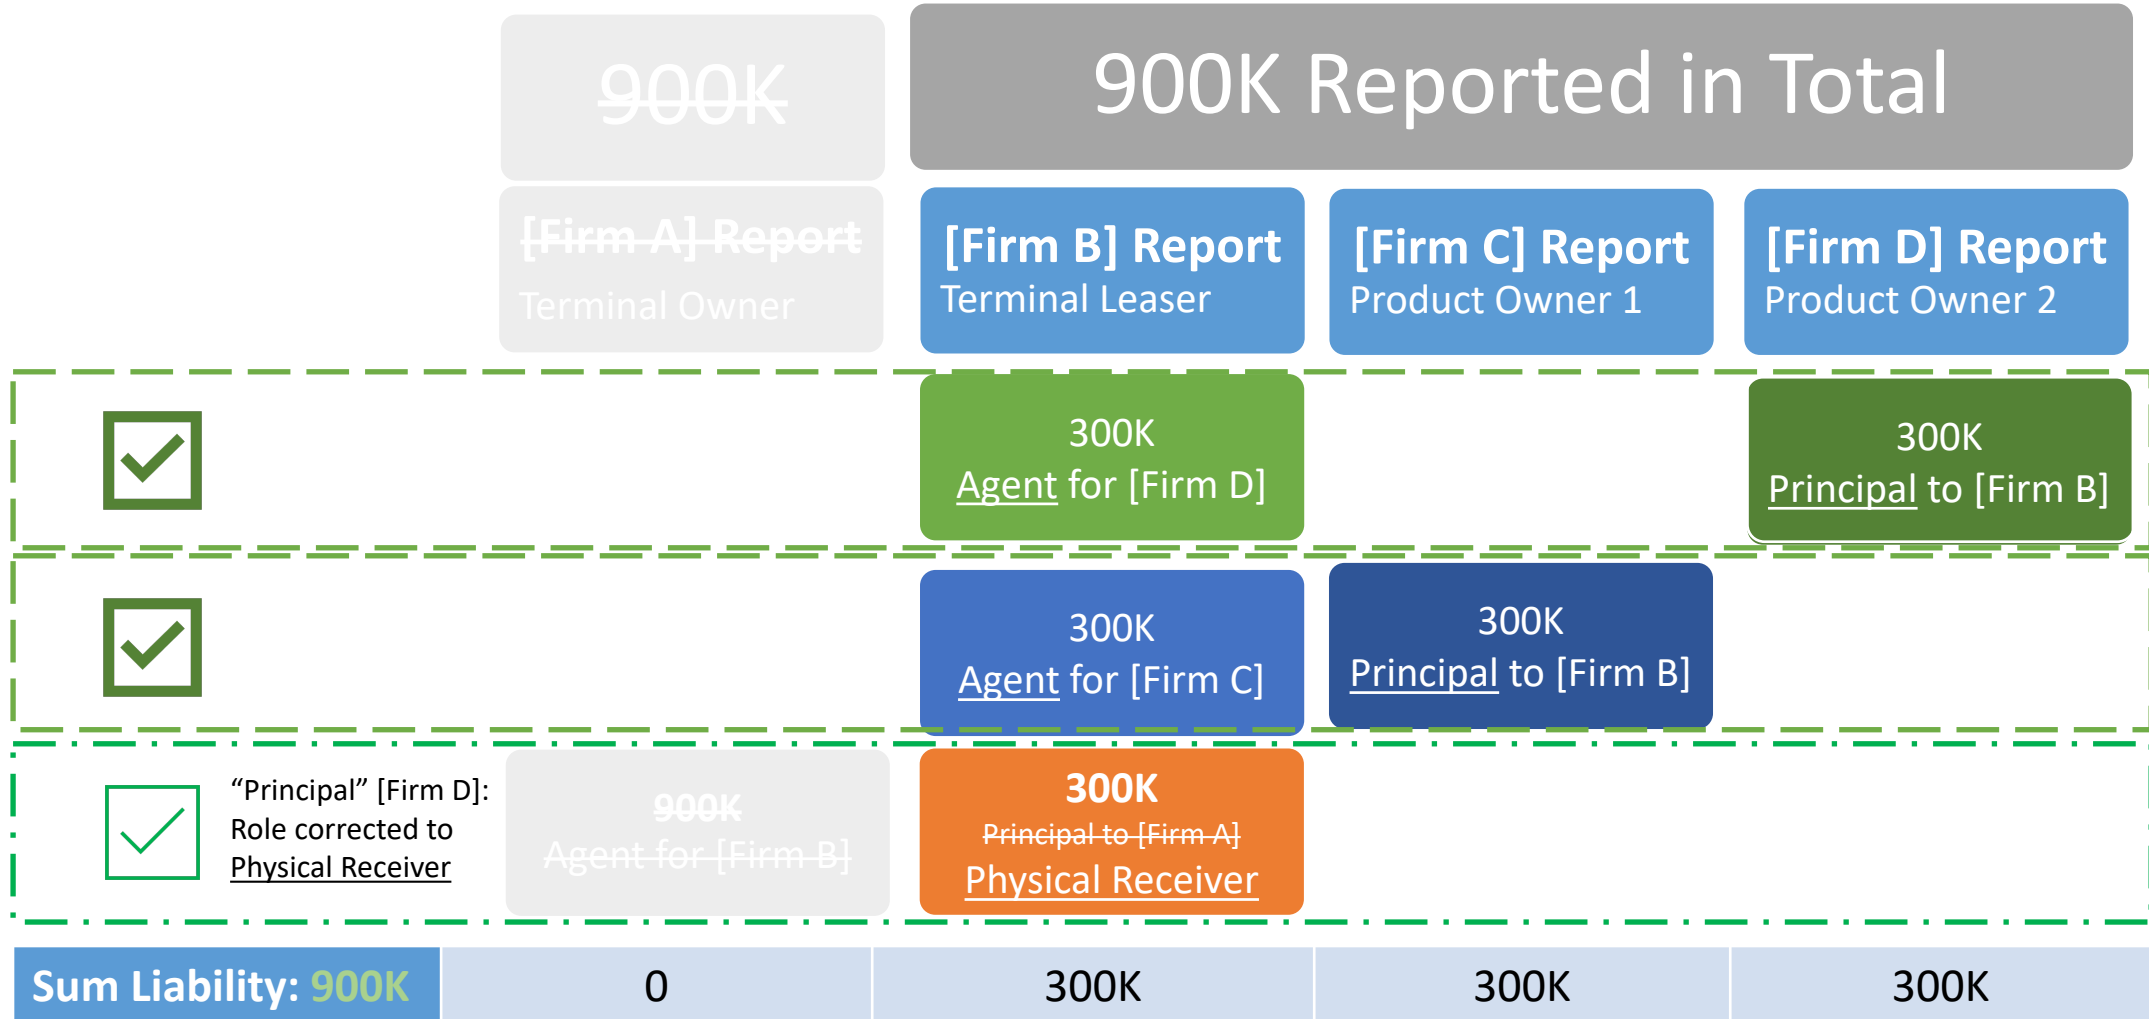 900K
900K Reported in Total
[Firm A] Report
Terminal Owner
[Firm B] Report
Terminal Leaser
[Firm C] Report
Product Owner 1
[Firm D] Report
Product Owner 2
300K
Agent for [Firm D]
300K
Principal to [Firm B]
300K
Agent for [Firm C]
300K
Principal to [Firm B]
“Principal” [Firm D]:
Role corrected to
Physical Receiver
900K
Agent for [Firm B]
300K
Principal to [Firm A]
Physical Receiver
Sum Liability: 900K
0
300K
300K
300K